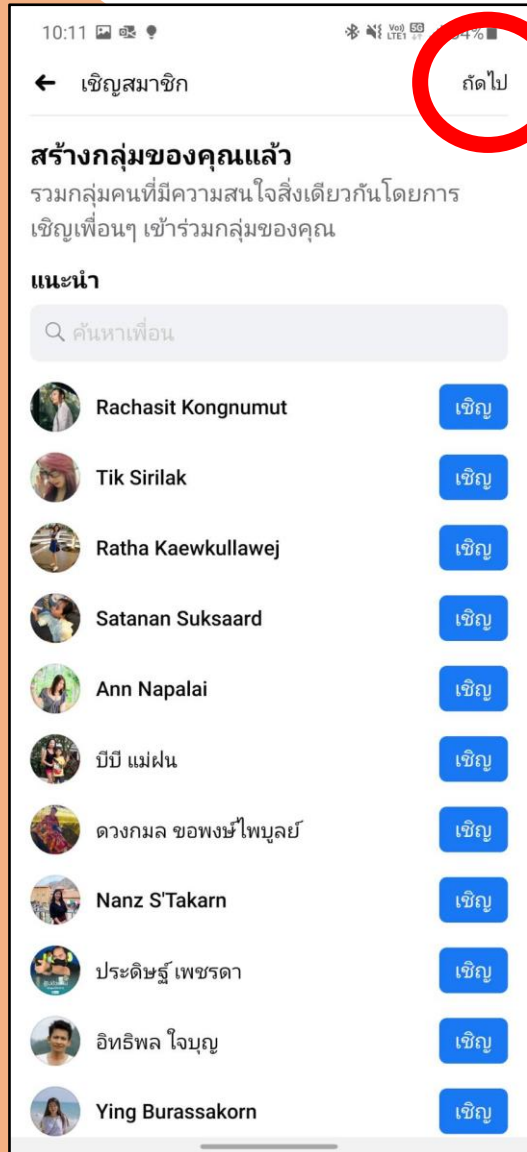 10:11
Vo)) 5G
LTE1 34%
เชิญสมาชิก ถัดไป
สร้างกลุ่มของคุณแล้ว
รวมกลุ่มคนที่มีความสนใจสิ่งเดียวกันโดยการ
เชิญเพื่อนๆ เข้าร่วมกลุ่มของคุณ
แนะนำ
ค้นหาเพื่อน
Rachasit Kongnumut เชิญ
Tik Sirilak เชิญ
Ratha Kaewkullawej เชิญ
Satanan Suksaard เชิญ
Ann Napalai เชิญ
บีบี แม่ฝน เชิญ
ดวงกมล ขอพงษ์ไพบูลย์ เชิญ
Nanz S'Takarn เชิญ
ประดิษฐ์ เพชรดา เชิญ
อิทธิพล ใจบุญ เชิญ
Ying Burassakorn เชิญ